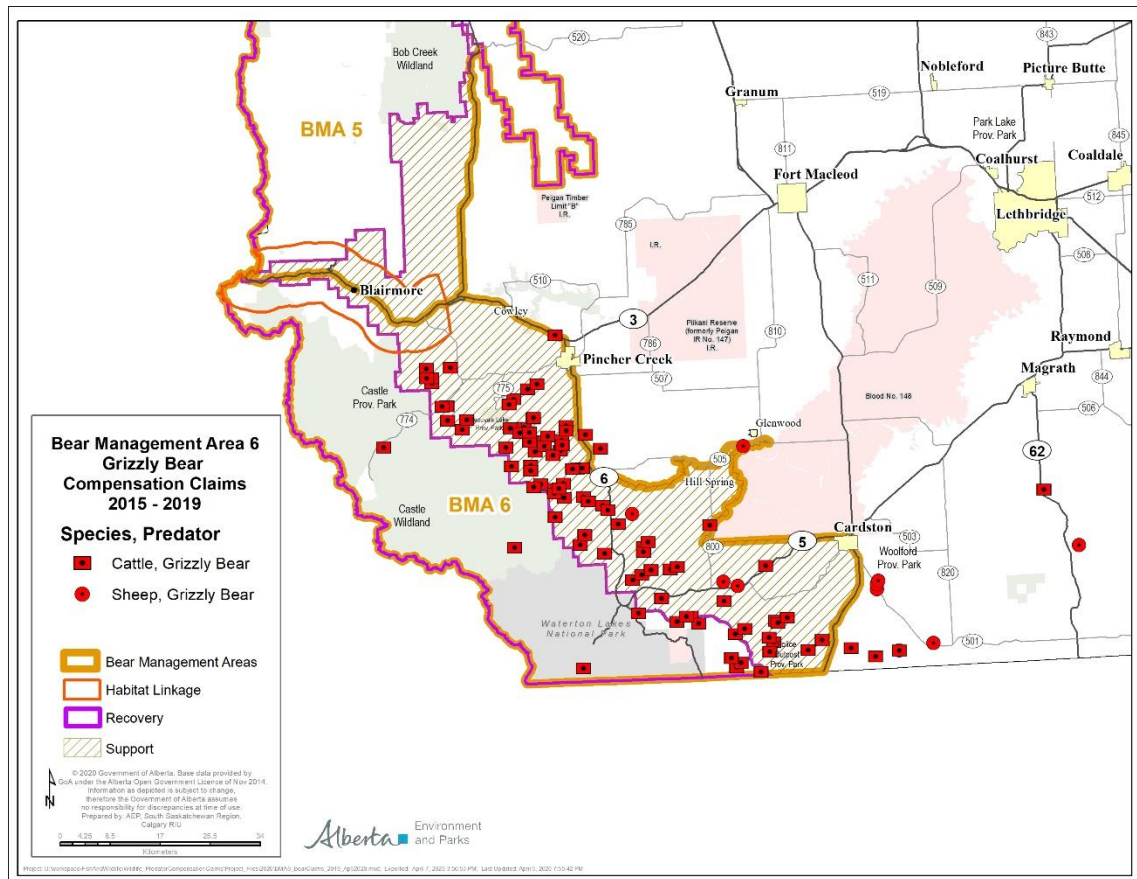 520
843
Bob Creek
Wildland
Nobleford
Picture Butte
Granum
519
BMA 5
Park Lake
Prov. Park
845
811
Coalhurst
Coaldale
Fort Macleod
512
Peigan Timber
Limit "B"
I.R.
Lethbridge
785
I.R.
508
511
509
510
Blairmore
Cowley
3
Piikani Reserve
(formerly Peigan
IR No. 147)
I.R.
810
786
Raymond
Pincher Creek
507
Magrath
844
775
Castle
Prov. Park
Blood No. 148
506
774
Glenwood
62
505
6
Hill Spring
BMA 6
Castle
Wildland
Cardston
5
503
800
Woolford
Prov. Park
820
Waterton Lakes
National Park
501
Outpost
Prov. Park
Bear Management Area 6
Grizzly Bear
Compensation Claims
2015 - 2019
Species, Predator
Cattle, Grizzly Bear
Sheep, Grizzly Bear
Bear Management Areas
Habitat Linkage
Recovery
Support
© 2020 Government of Alberta. Base data provided by
GoA under the Alberta Open Government License of Nov 2014.
Information as depicted is subject to change,
therefore the Government of Alberta assumes
no responsibility for discrepancies at time of use.
Prepared by: AEP, South Saskatchewan Region,
Calgary RIU
N
0 4.25 8.5 17 25.5 34
Kilometers
Alberta Environment
and Parks